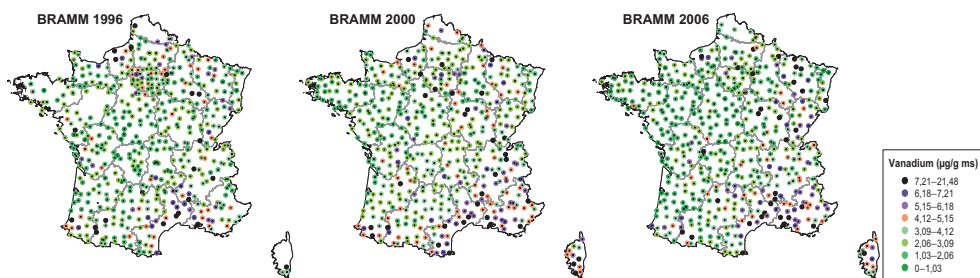 BRAMM 1996
BRAMM 2000
BRAMM 2006
Vanadium (µg/g ms)
7,21–21,48
6,18–7,21
5,15–6,18
4,12–5,15
3,09–4,12
2,06–3,09
1,03–2,06
0–1,03